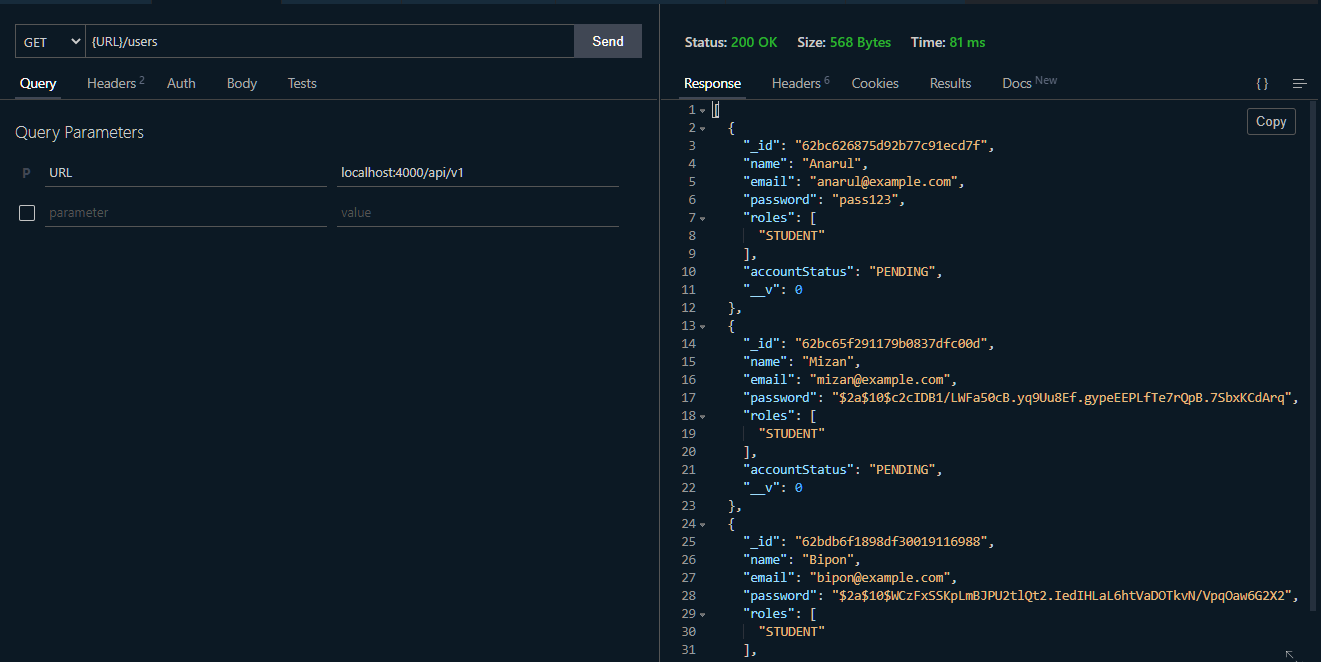 GET {URL}/users Send
Query Headers 2 Auth Body Tests
Query Parameters
P URL localhost:4000/api/v1
parameter value
Status: 200 OK Size: 568 Bytes Time: 81 ms
Response Headers 6 Cookies Results Docs New { }
Copy
1 [
2 {
3 "_id": "62bc626875d92b77c91ecd7f",
4 "name": "Anarul",
5 "email": "anarul@example.com",
6 "password": "pass123",
7 "roles": [
8 "STUDENT"
9 ],
10 "accountStatus": "PENDING",
11 "__v": 0
12 },
13 {
14 "_id": "62bc65f291179b0837dfc00d",
15 "name": "Mizan",
16 "email": "mizan@example.com",
17 "password": "$2a$10$c2cIDB1/LWFa50cB.yq9Uu8Ef.gypeEEPLfTe7rQpB.7SbxKCdArq",
18 "roles": [
19 "STUDENT"
20 ],
21 "accountStatus": "PENDING",
22 "__v": 0
23 },
24 {
25 "_id": "62bdb6f1898df30019116988",
26 "name": "Bipon",
27 "email": "bipon@example.com",
28 "password": "$2a$10$WCzFxSSKpLmBJPU2tlQt2.IedIHLaL6htVaDOTkvN/VpqOaw6G2X2",
29 "roles": [
30 "STUDENT"
31 ],